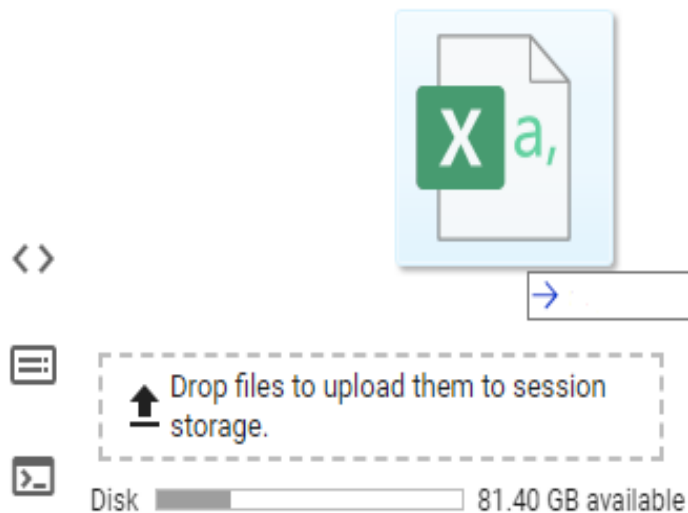 X a,
Drop files to upload them to session
storage.
Disk 81.40 GB available